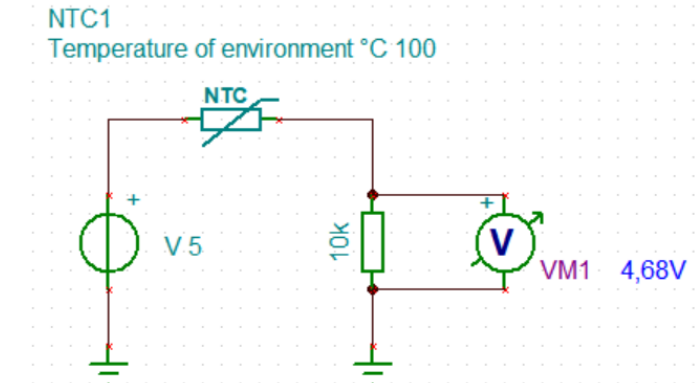 NTC1
Temperature of environment °C 100
NTC
+
V 5
10k
+
V
VM1 4,68V